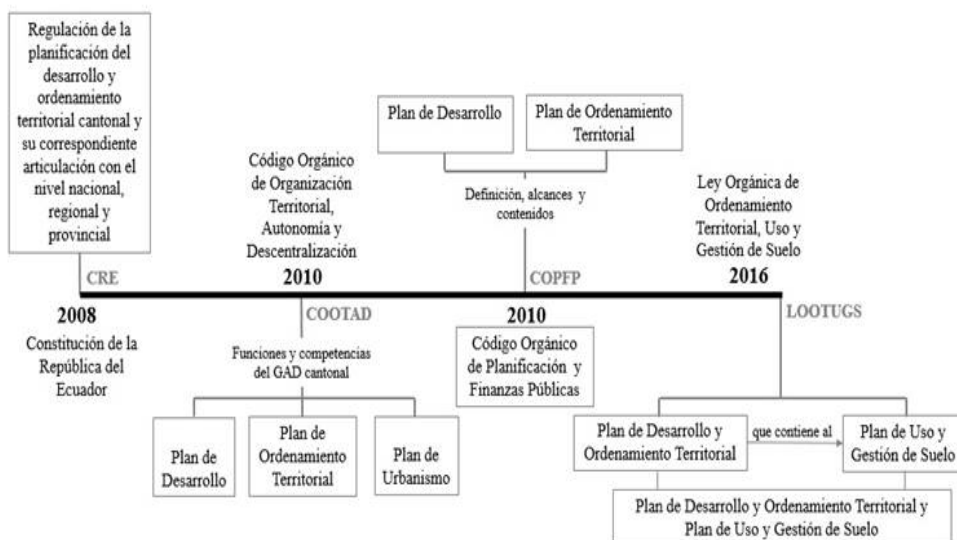 Regulación de la
planificación del
desarrollo y
ordenamiento
territorial cantonal y
su correspondiente
articulación con el
nivel nacional,
regional y
provincial
CRE
2008
Constitución de la
República del
Ecuador
Código Orgánico
de Organización
Territorial,
Autonomía y
Descentralización
2010
COOTAD
Funciones y competencias
del GAD cantonal
Plan de
Desarrollo
Plan de
Ordenamiento
Territorial
Plan de
Urbanismo
Plan de Desarrollo
Plan de Ordenamiento
Territorial
Definición, alcances y
contenidos
COPFP
2010
Código Orgánico
de Planificación y
Finanzas Públicas
Ley Orgánica de
Ordenamiento
Territorial, Uso y
Gestión de Suelo
2016
LOOTUGS
Plan de Desarrollo y
Ordenamiento Territorial
que contiene al
Plan de Uso y
Gestión de Suelo
Plan de Desarrollo y Ordenamiento Territorial y
Plan de Uso y Gestión de Suelo